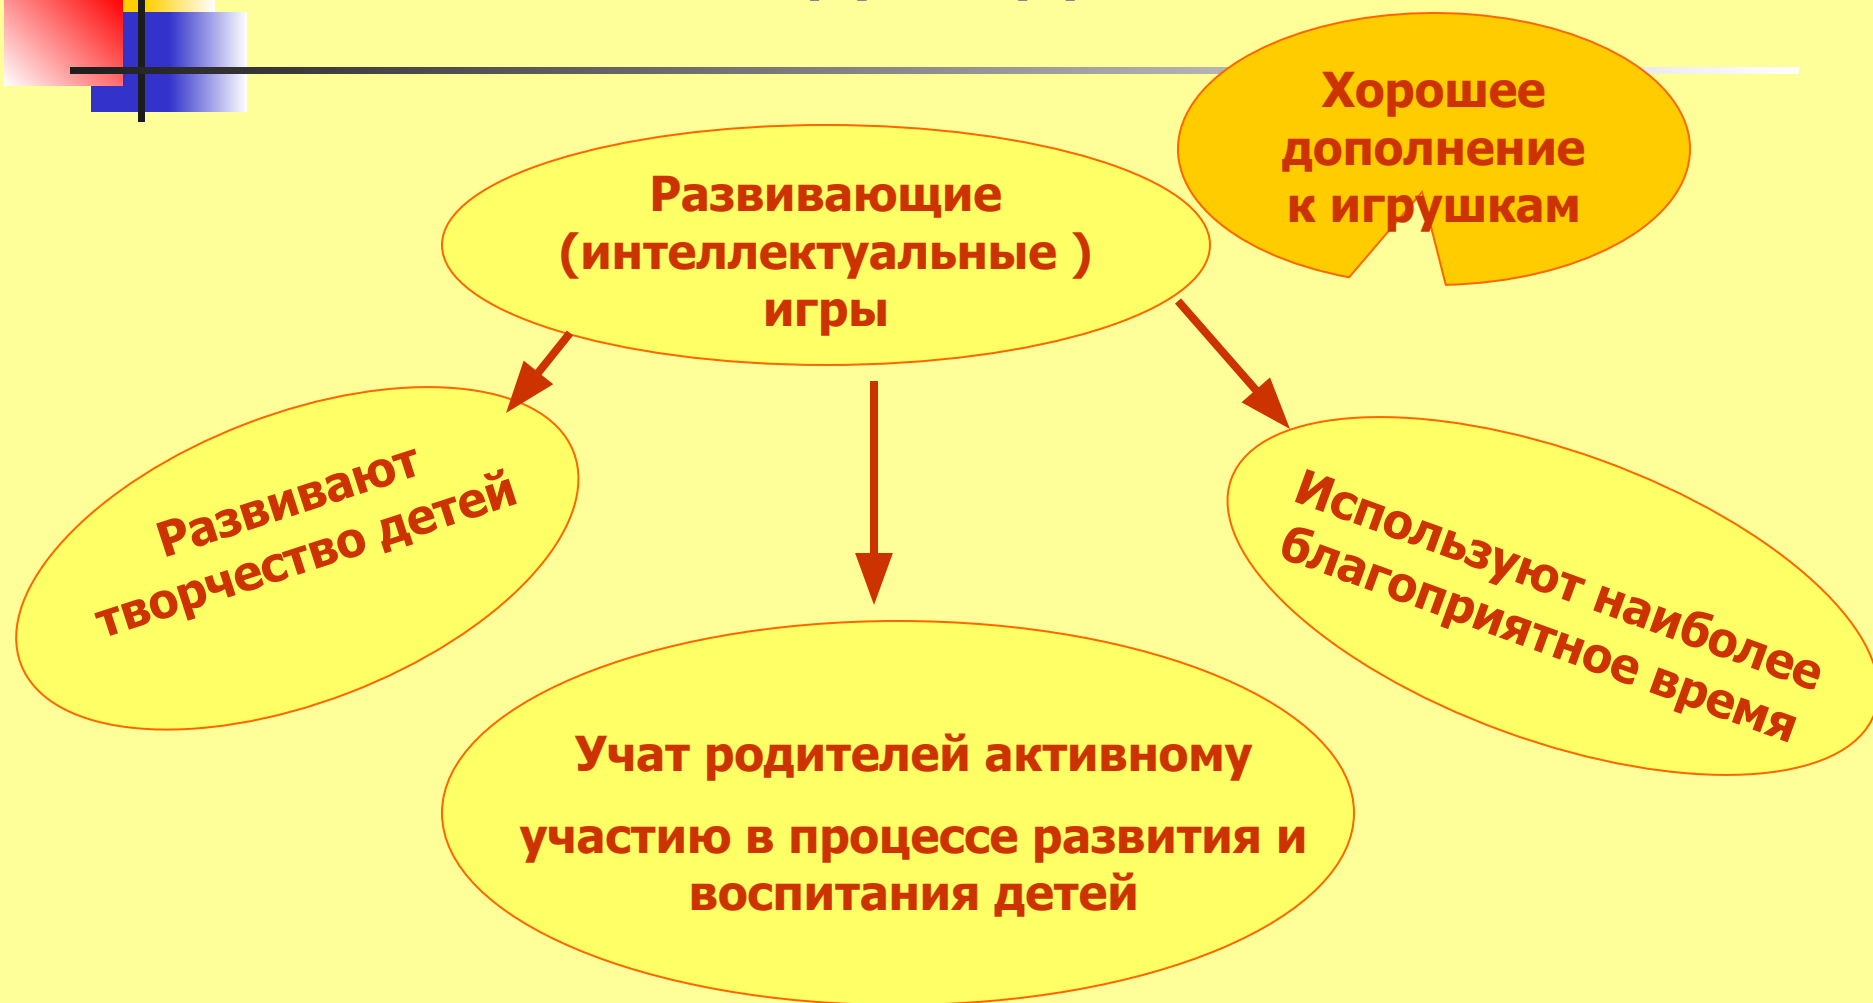 Хорошее
дополнение
к игрушкам
Развивающие
(интеллектуальные )
игры
Развивают
творчество детей
Используют наиболее
благоприятное время
Учат родителей активному
участию в процессе развития и
воспитания детей